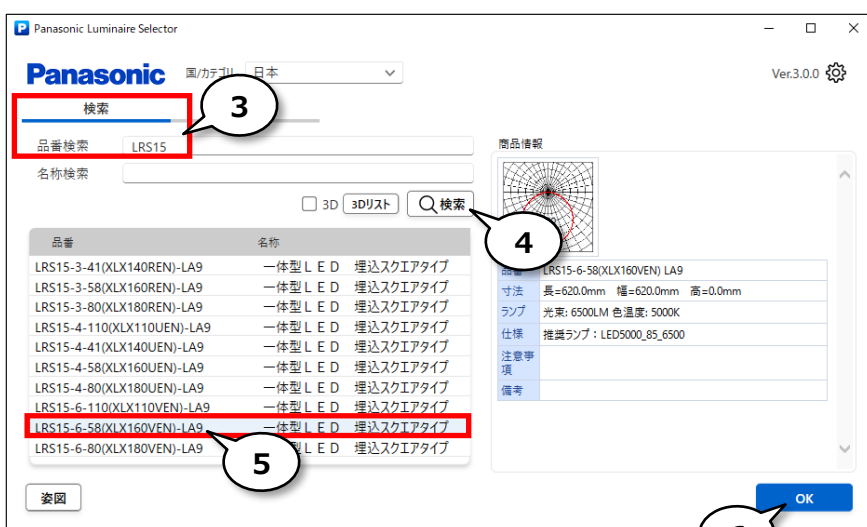 Panasonic Luminaire Selector
Panasonic 国/カテゴリ 日本 Ver.3.0.0
検索
3
品番検索 LRS15
名称検索
3D 3Dリスト 検索
4
品番 名称
LRS15-3-41(XLX140REN)-LA9 一体型ＬＥＤ 埋込スクエアタイプ
LRS15-3-58(XLX160REN)-LA9 一体型ＬＥＤ 埋込スクエアタイプ
LRS15-3-80(XLX180REN)-LA9 一体型ＬＥＤ 埋込スクエアタイプ
LRS15-4-110(XLX110UEN)-LA9 一体型ＬＥＤ 埋込スクエアタイプ
LRS15-4-41(XLX140UEN)-LA9 一体型ＬＥＤ 埋込スクエアタイプ
LRS15-4-58(XLX160UEN)-LA9 一体型ＬＥＤ 埋込スクエアタイプ
LRS15-4-80(XLX180UEN)-LA9 一体型ＬＥＤ 埋込スクエアタイプ
LRS15-6-110(XLX110VEN)-LA9 一体型ＬＥＤ 埋込スクエアタイプ
LRS15-6-58(XLX160VEN)-LA9 一体型ＬＥＤ 埋込スクエアタイプ
LRS15-6-80(XLX180VEN)-LA9 型ＬＥＤ 埋込スクエアタイプ
5
姿図
商品情報
品番 LRS15-6-58(XLX160VEN) LA9
寸法 長=620.0mm 幅=620.0mm 高=0.0mm
ランプ 光束: 6500LM 色温度: 5000K
仕様 推奨ランプ：LED5000_85_6500
注意事
項
備考
OK